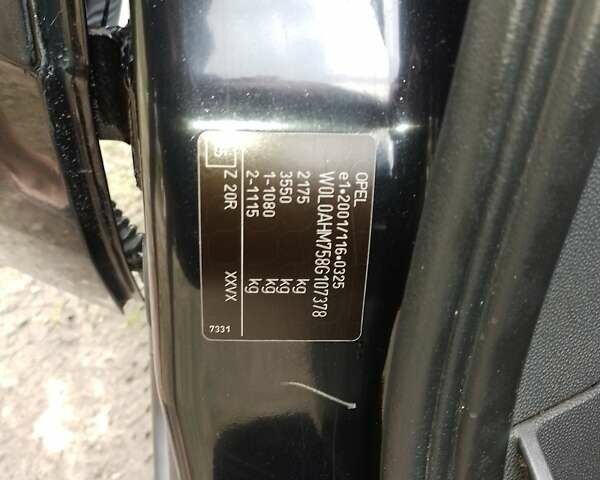 OPEL
e1*2001/116*0325
W0L0AHM758G107378
2175 kg
3550 kg
1-1080 kg
2-1115 kg
Z 20R XXVX
7331